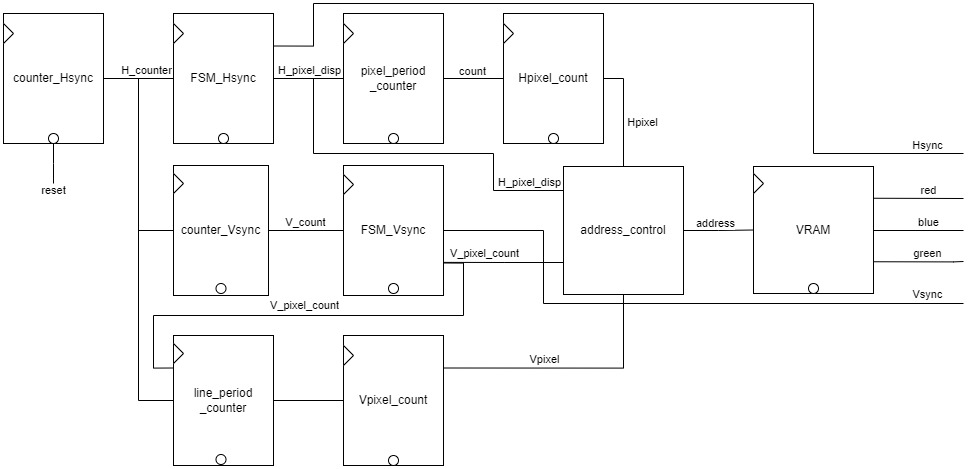 counter_Hsync
H_counter
FSM_Hsync
H_pixel_disp
pixel_period
_counter
count
Hpixel_count
Hpixel
Hsync
reset
H_pixel_disp
red
counter_Vsync
V_count
FSM_Vsync
V_pixel_count
address_control
address
VRAM
blue
green
V_pixel_count
Vsync
Vpixel
line_period
_counter
Vpixel_count